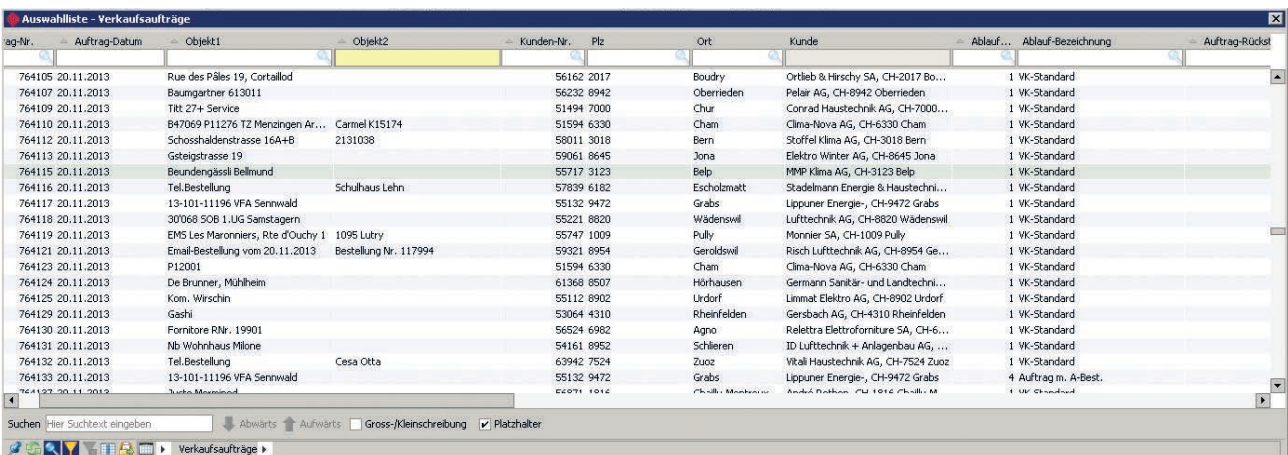 Auswahlliste - Verkaufsaufträge
rag-Nr. Auftrag-Datum Objekt1 Objekt2 Kunden-Nr. Plz Ort Kunde Ablauf... Ablauf-Bezeichnung Auftrag-Rückst
764105 20.11.2013 Rue des Pâles 19, Cortaillod 56162 2017 Boudry Ortlieb & Hirschy SA, CH-2017 Bo... 1 VK-Standard
764107 20.11.2013 Baumgartner 613011 56232 8942 Oberrieden Pelair AG, CH-8942 Oberrieden 1 VK-Standard
764109 20.11.2013 Titt 27+ Service 51494 7000 Chur Conrad Haustechnik AG, CH-7000... 1 VK-Standard
764110 20.11.2013 B47069 P11276 TZ Menzingen Ar... Carmel K15174 51594 6330 Cham Clima-Nova AG, CH-6330 Cham 1 VK-Standard
764112 20.11.2013 Schosshaldenstrasse 16A+B 2131038 58011 3018 Bern Stoffel Klima AG, CH-3018 Bern 1 VK-Standard
764113 20.11.2013 Gsteigstrasse 19 59061 8645 Jona Elektro Winter AG, CH-8645 Jona 1 VK-Standard
764115 20.11.2013 Beundengässli Bellmund 55717 3123 Belp MMP Klima AG, CH-3123 Belp 1 VK-Standard
764116 20.11.2013 Tel.Bestellung Schulhaus Lehn 57839 6182 Escholzmatt Stadelmann Energie & Haustechni... 1 VK-Standard
764117 20.11.2013 13-101-11196 VFA Sennwald 55132 9472 Grabs Lippuner Energie-, CH-9472 Grabs 1 VK-Standard
764118 20.11.2013 30'068 SOB 1.UG Samstagern 55221 8820 Wädenswil Lufttechnik AG, CH-8820 Wädenswil 1 VK-Standard
764119 20.11.2013 EMS Les Maronniers, Rte d'Ouchy 1 1095 Lutry 55747 1009 Pully Monnier SA, CH-1009 Pully 1 VK-Standard
764121 20.11.2013 Email-Bestellung vom 20.11.2013 Bestellung Nr. 117994 59321 8954 Geroldswil Risch Lufttechnik AG, CH-8954 Ge... 1 VK-Standard
764123 20.11.2013 P12001 51594 6330 Cham Clima-Nova AG, CH-6330 Cham 1 VK-Standard
764124 20.11.2013 De Brunner, Mühlheim 61368 8507 Hörhausen Germann Sanitär- und Landtechni... 1 VK-Standard
764125 20.11.2013 Kom. Wirschin 55112 8902 Urdorf Limmat Elektro AG, CH-8902 Urdorf 1 VK-Standard
764129 20.11.2013 Gashi 53064 4310 Rheinfelden Gersbach AG, CH-4310 Rheinfelden 1 VK-Standard
764130 20.11.2013 Fornitore RNr. 19901 56524 6982 Agno Relettra Elettroforniture SA, CH-6... 1 VK-Standard
764131 20.11.2013 Nb Wohnhaus Milone 54161 8952 Schlieren ID Lufttechnik + Anlagenbau AG, ... 1 VK-Standard
764132 20.11.2013 Tel.Bestellung Cesa Otta 63942 7524 Zuoz Vitali Haustechnik AG, CH-7524 Zuoz 1 VK-Standard
764133 20.11.2013 13-101-11196 VFA Sennwald 55132 9472 Grabs Lippuner Energie-, CH-9472 Grabs 4 Auftrag m. A-Best.
764137 20.11.2013 1 VK-Standard
Suchen Hier Suchtext eingeben Abwärts Aufwärts Gross-/Kleinschreibung Platzhalter
Verkaufsaufträge